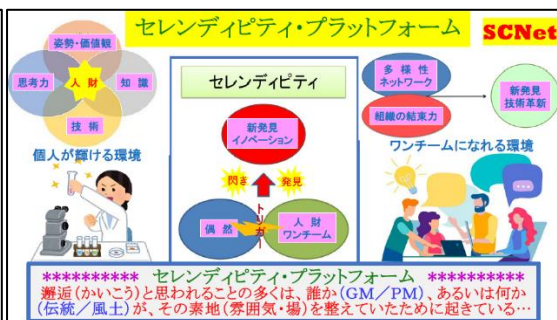 セレンディピティ・プラットフォーム
SCNet
姿勢・価値観
思考力
人 財
知 識
技 術
個人が輝ける環境
セレンディピティ
新発見
イノベーション
閃き
発見
トリガー
偶 然
人 財
ワンチーム
多 様 性
ネットワーク
組織の結束力
新発見
技術革新
ワンチームになれる環境
********** セレンディピティ・プラットフォーム **********
邂逅(かいこう)と思われることの多くは、誰か(GM/PM)、あるいは何か
(伝統/風土)が、その素地(雰囲気・場)を整えていたために起きている…